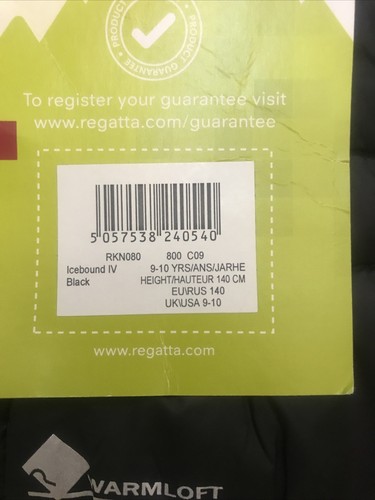 PRODUCT GUARANTEE
To register your guarantee visit
www.regatta.com/guarantee
5 057538 240540
RKN080 800 C09
Icebound IV 9-10 YRS/ANS/JARHE
Black HEIGHT/HAUTEUR 140 CM
EU\RUS 140
UK\USA 9-10
www.regatta.com
WARMLOFT